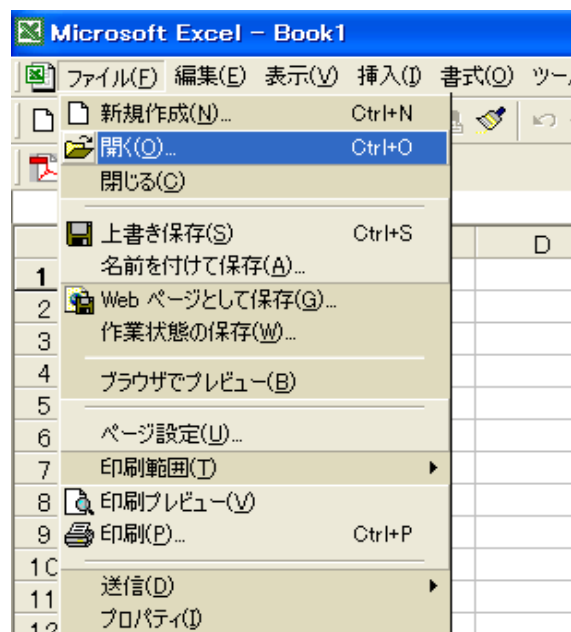 Microsoft Excel - Book1
ファイル(F) 編集(E) 表示(V) 挿入(I) 書式(O) ツー
新規作成(N)... Ctrl+N
開く(O)... Ctrl+O
閉じる(C)
上書き保存(S) Ctrl+S
D
名前を付けて保存(A)...
1
Web ページとして保存(G)...
2
作業状態の保存(W)...
3
4
ブラウザでプレビュー(B)
5
6 ページ設定(U)...
7 印刷範囲(T)
8 印刷プレビュー(V)
9 印刷(P)... Ctrl+P
10
送信(D)
11
プロパティ(I)
12